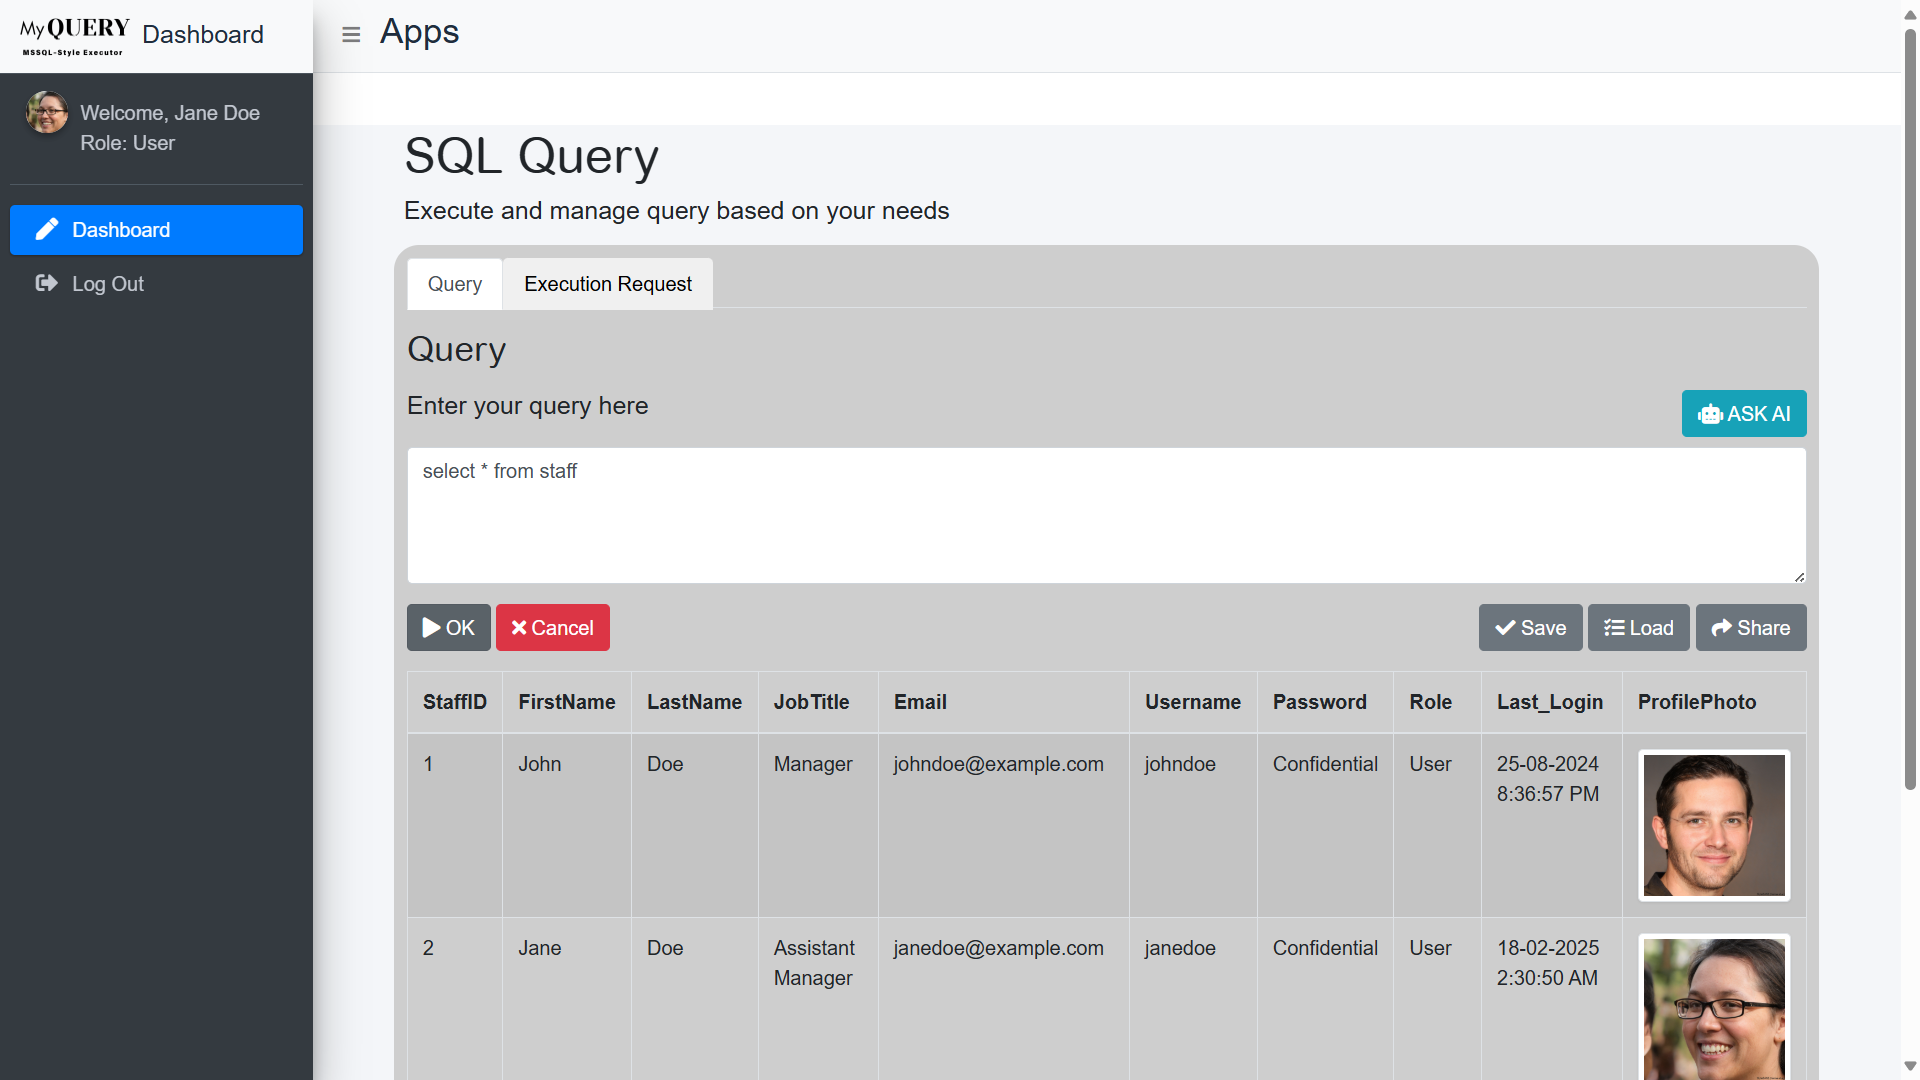 My QUERY
MSSQL-Style Executor
Dashboard
Apps
Welcome, Jane Doe
Role: User
Dashboard
Log Out
SQL Query
Execute and manage query based on your needs
Query Execution Request
Query
Enter your query here
ASK AI
select * from staff
OK Cancel Save Load Share
StaffID FirstName LastName JobTitle Email Username Password Role Last_Login ProfilePhoto
1 John Doe Manager johndoe@example.com johndoe Confidential User 25-08-2024
8:36:57 PM
2 Jane Doe Assistant janedoe@example.com janedoe Confidential User 18-02-2025
Manager 2:30:50 AM